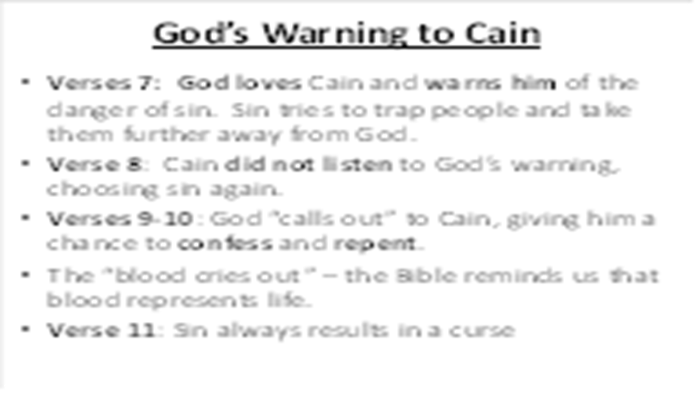 God's Warning to Cain
• Verses 7: God loves Cain and warns him of the
danger of sin. Sin tries to trap people and take
them further away from God.
• Verse 8: Cain did not listen to God's warning,
choosing sin again.
• Verses 9-10: God "calls out" to Cain, giving him a
chance to confess and repent.
• The "blood cries out" – the Bible reminds us that
blood represents life.
• Verse 11: Sin always results in a curse